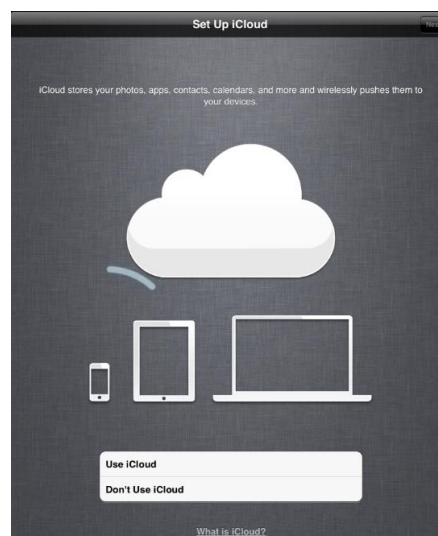 Set Up iCloud
iCloud stores your photos, apps, contacts, calendars, and more and wirelessly pushes them to
your devices.
Use iCloud
Don't Use iCloud
What is iCloud?